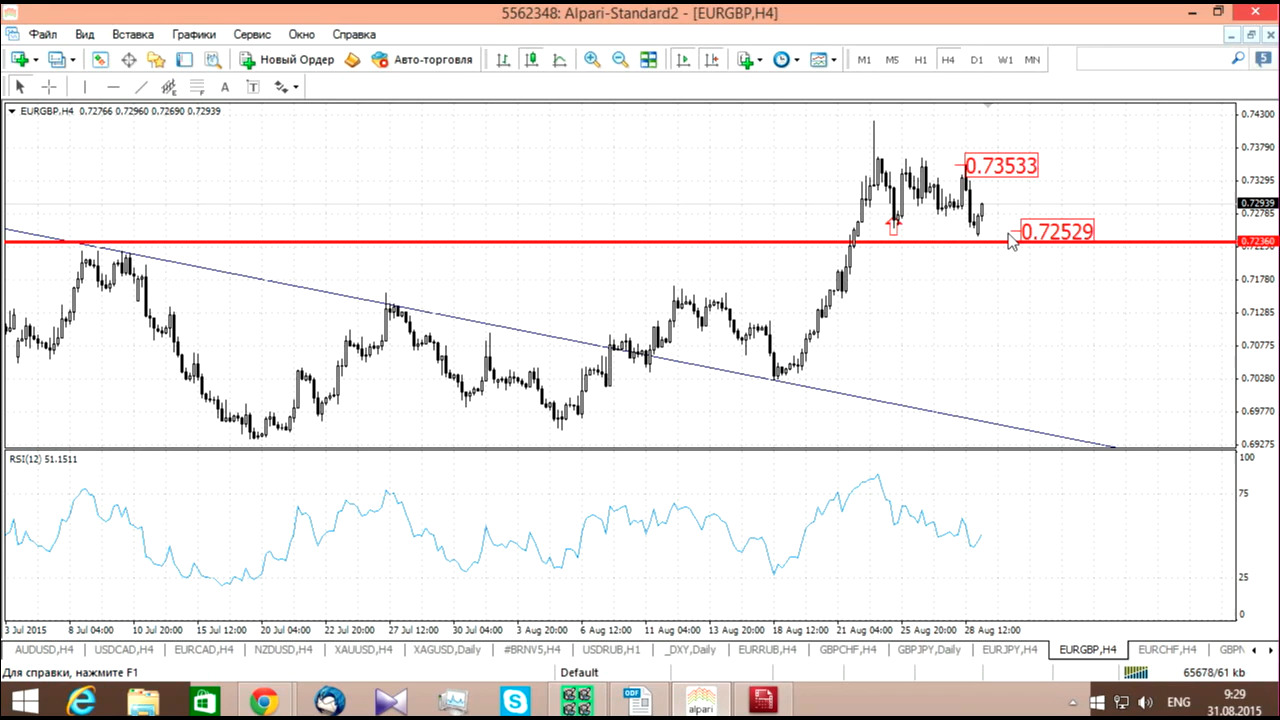 5562348: Alpari-Standard2 - [EURGBP,H4]
Файл Вид Вставка Графики Сервис Окно Справка
Новый Ордер Авто-торговля M1 M5 M15 H1 H4 D1 W1 MN
A T
EURGBP,H4 0.72766 0.72960 0.72690 0.72939
0.74300
0.73790
0.73533
0.73295
0.72939
0.72785
0.72529
0.72360
0.71780
0.71285
0.70775
0.70280
0.69770
0.69275
RSI(12) 51.1511
100
75
25
0
3 Jul 2015 8 Jul 04:00 10 Jul 20:00 15 Jul 12:00 20 Jul 04:00 22 Jul 20:00 27 Jul 12:00 30 Jul 04:00 3 Aug 20:00 6 Aug 12:00 11 Aug 04:00 13 Aug 20:00 18 Aug 12:00 21 Aug 04:00 25 Aug 20:00 28 Aug 12:00
AUDUSD,H4 USDCAD,H4 EURCAD,H4 NZDUSD,H4 XAUUSD,H4 XAGUSD,Daily #BRNV5,H4 USDRUB,H1 _DXY,Daily EURRUB,H4 GBPCHF,H4 GBPJPY,Daily EURJPY,H4 EURGBP,H4 EURCHF,H4 GBPN
Для справки, нажмите F1 Default 65678/61 kb
ODF alpari ENG 9:29
31.08.2015